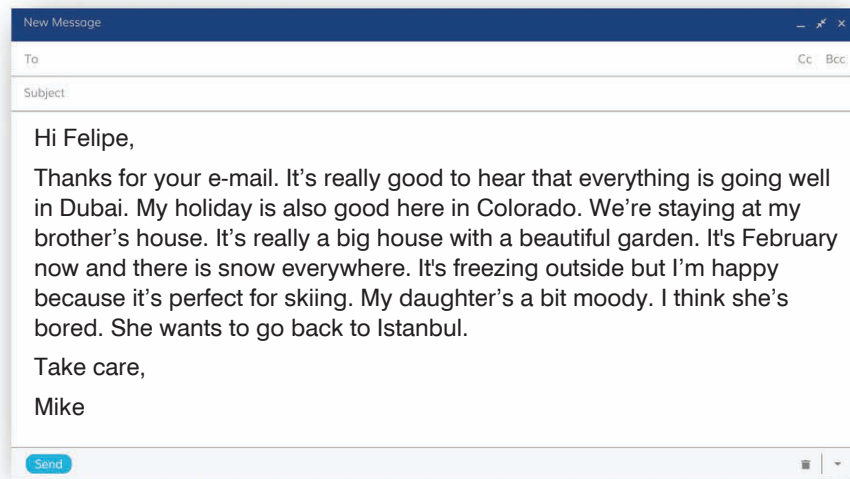 New Message
To Cc Bcc
Subject
Hi Felipe,
Thanks for your e-mail. It’s really good to hear that everything is going well
in Dubai. My holiday is also good here in Colorado. We’re staying at my
brother’s house. It’s really a big house with a beautiful garden. It's February
now and there is snow everywhere. It's freezing outside but I’m happy
because it’s perfect for skiing. My daughter’s a bit moody. I think she’s
bored. She wants to go back to Istanbul.
Take care,
Mike
Send